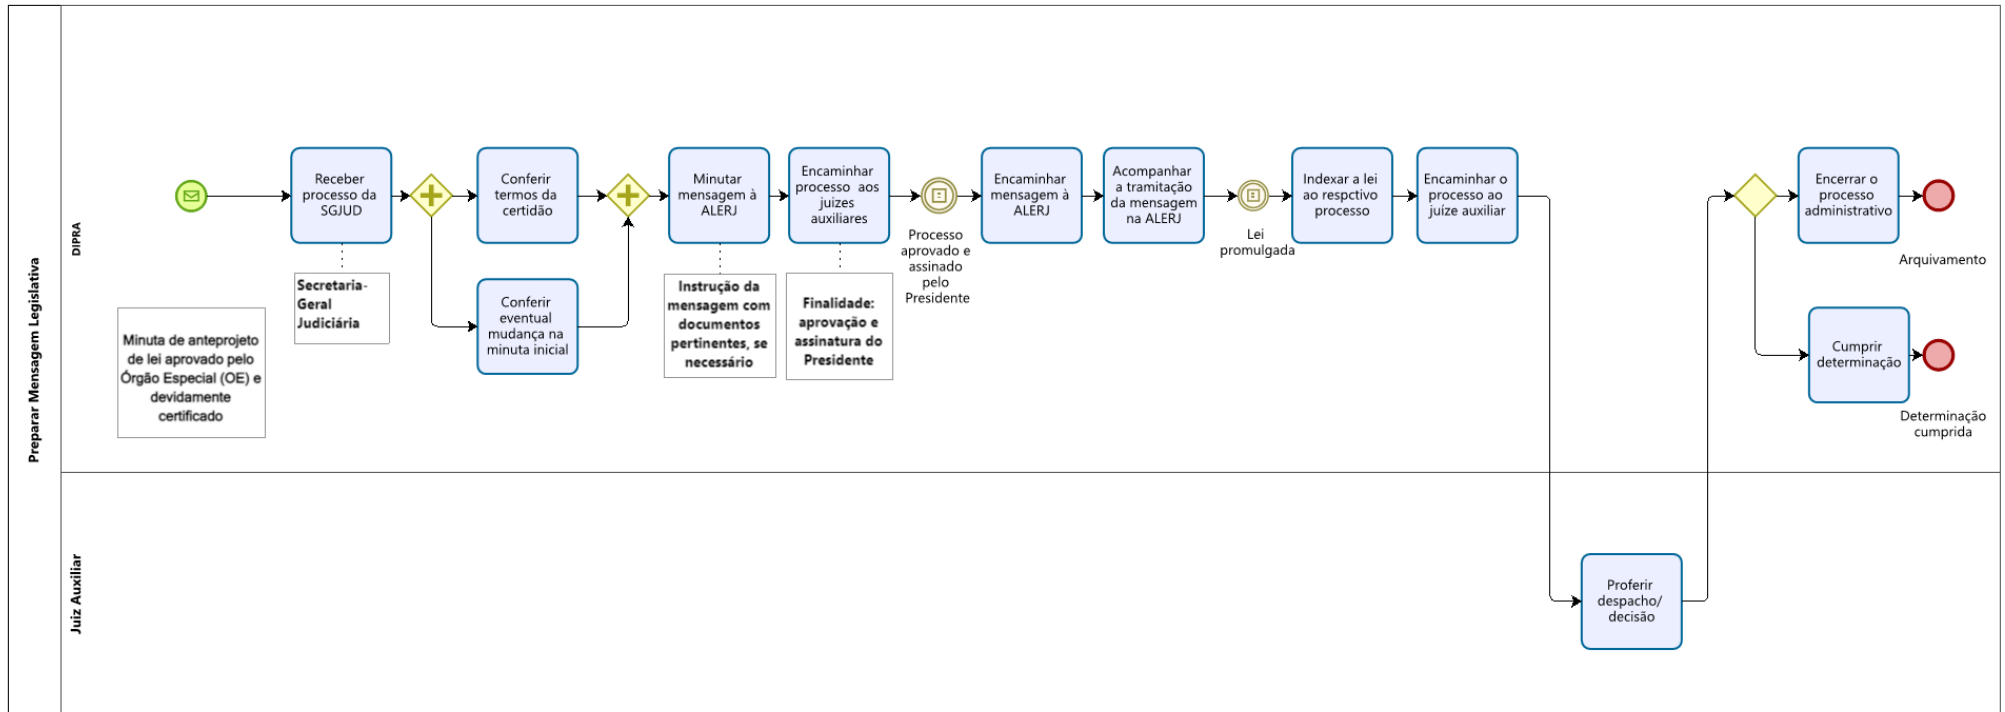 Preparar Mensagem Legislativa
DIPRA
Minuta de anteprojeto
de lei aprovado pelo
Órgão Especial (OE) e
devidamente
certificado
Receber
processo da
SGJUD
Secretaria-
Geral
Judiciária
Conferir
termos da
certidão
Conferir
eventual
mudança na
minuta inicial
Minutar
mensagem à
ALERJ
Instrução da
mensagem com
documentos
pertinentes, se
necessário
Encaminhar
processo aos
juizes
auxiliares
Finalidade:
aprovação e
assinatura do
Presidente
Processo
aprovado e
assinado
pelo
Presidente
Encaminhar
mensagem à
ALERJ
Acompanhar
a tramitação
da mensagem
na ALERJ
Lei
promulgada
Indexar a lei
ao respctivo
processo
Encaminhar o
processo ao
juíze auxiliar
Encerrar o
processo
administrativo
Arquivamento
Cumprir
determinação
Determinação
cumprida
Juiz Auxiliar
Proferir
despacho/
decisão